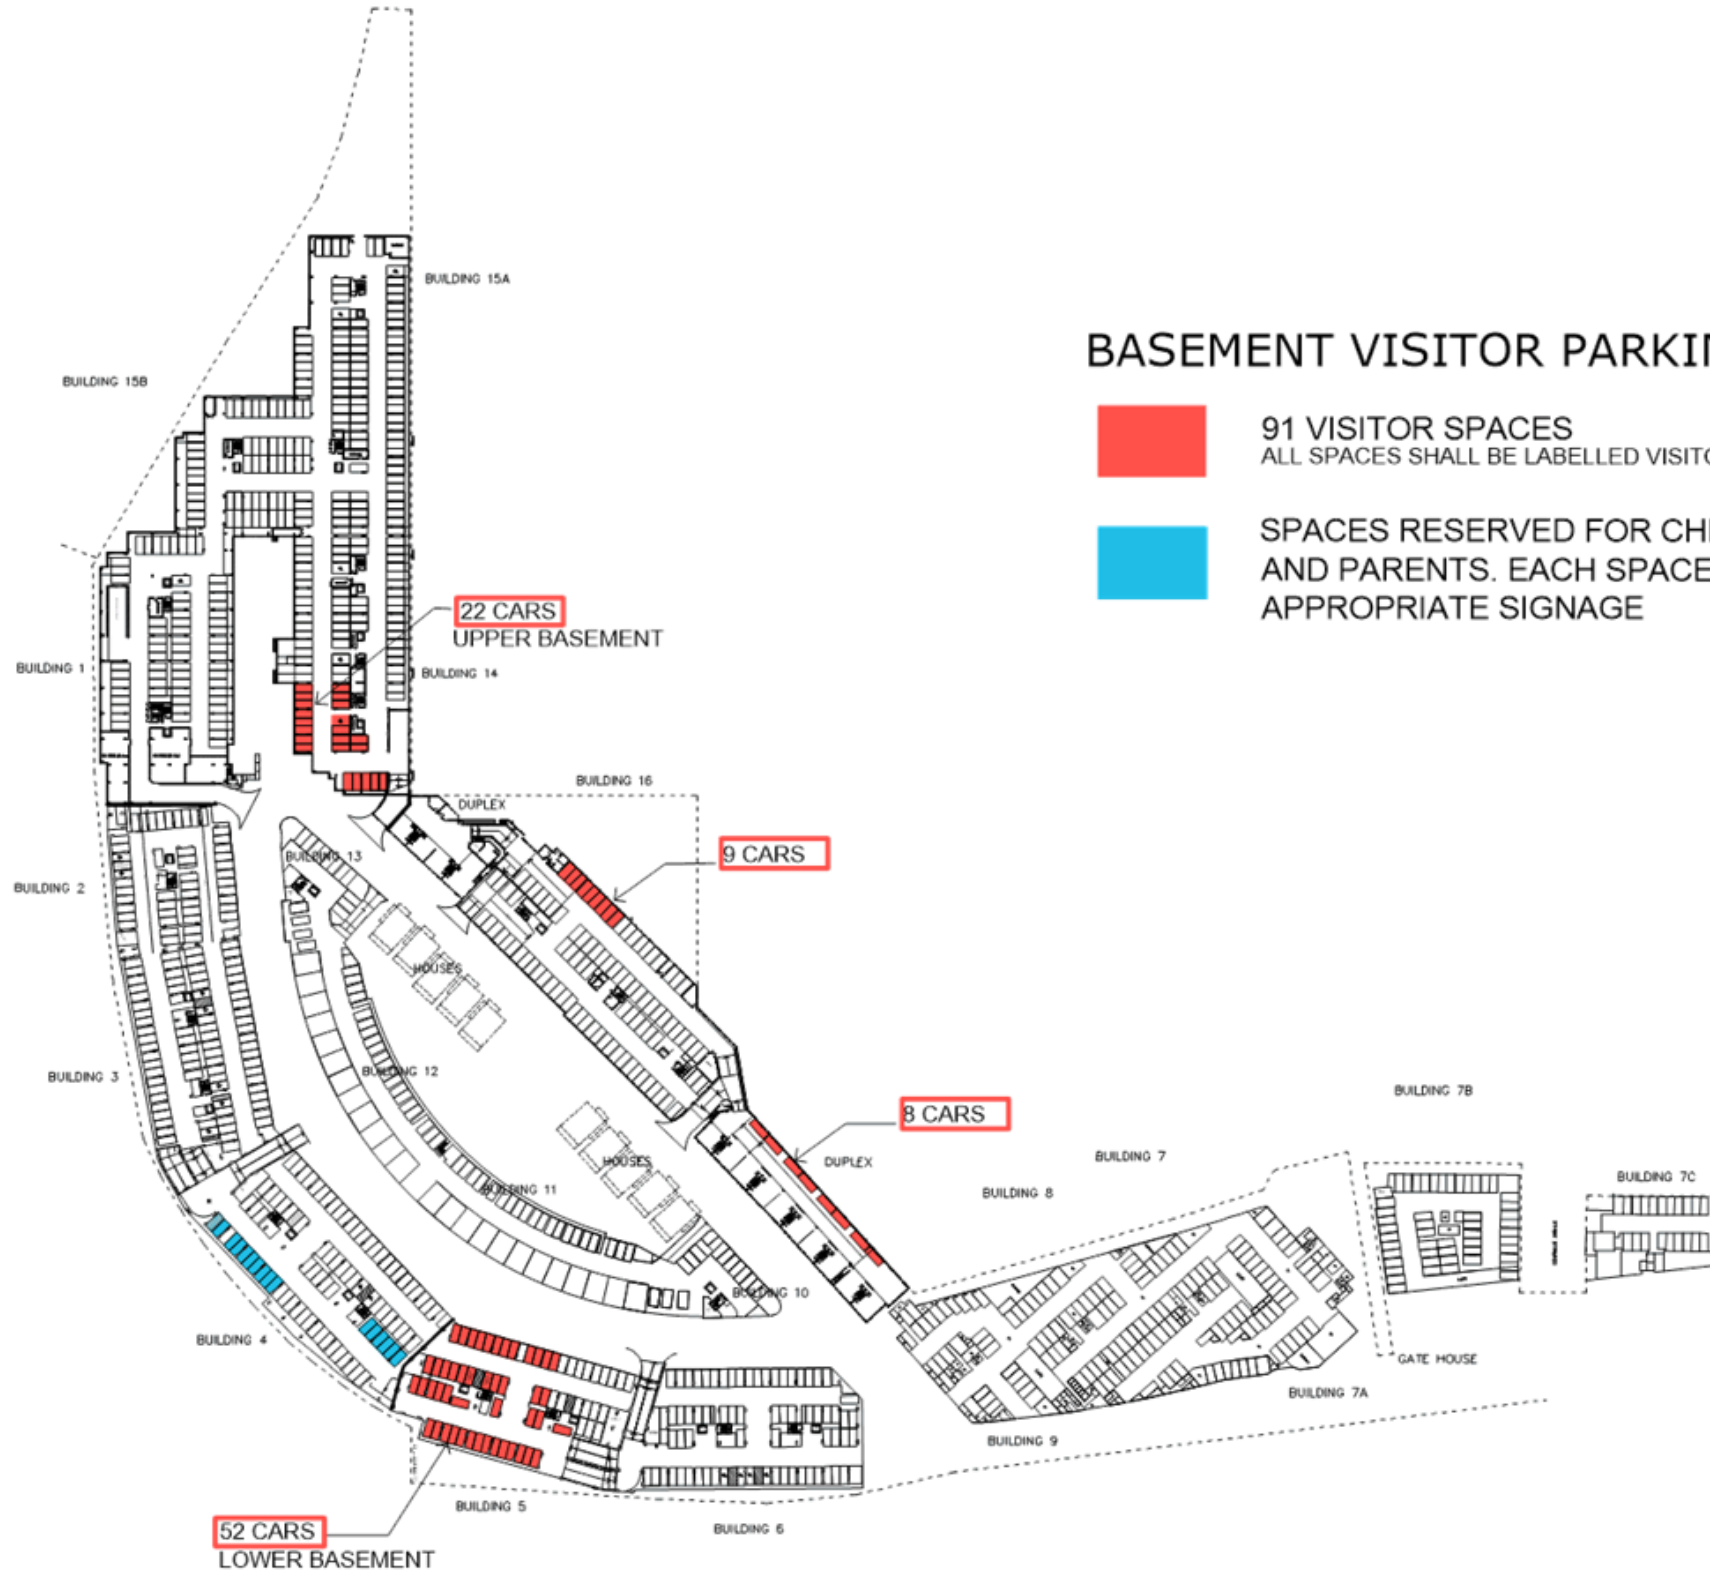 BUILDING 15A
BASEMENT VISITOR
BUILDING 15B
91 VISITOR SPACES
ALL SPACES SHALL BE LABELLED
SPACES RESERVED FOR
AND PARENTS. EACH SPACE
APPROPRIATE SIGNAGE
22 CARS
UPPER BASEMENT
BUILDING 1
BUILDING 14
BUILDING 16
DUPLEX
BUILDING 13
9 CARS
BUILDING 2
HOUSES
BUILDING 12
BUILDING 3
8 CARS
BUILDING 7B
HOUSES
DUPLEX
BUILDING 7
BUILDING 7C
BUILDING 11
BUILDING 8
BUILDING 10
BUILDING 4
GATE HOUSE
BUILDING 7A
BUILDING 9
BUILDING 5
52 CARS
LOWER BASEMENT
BUILDING 6